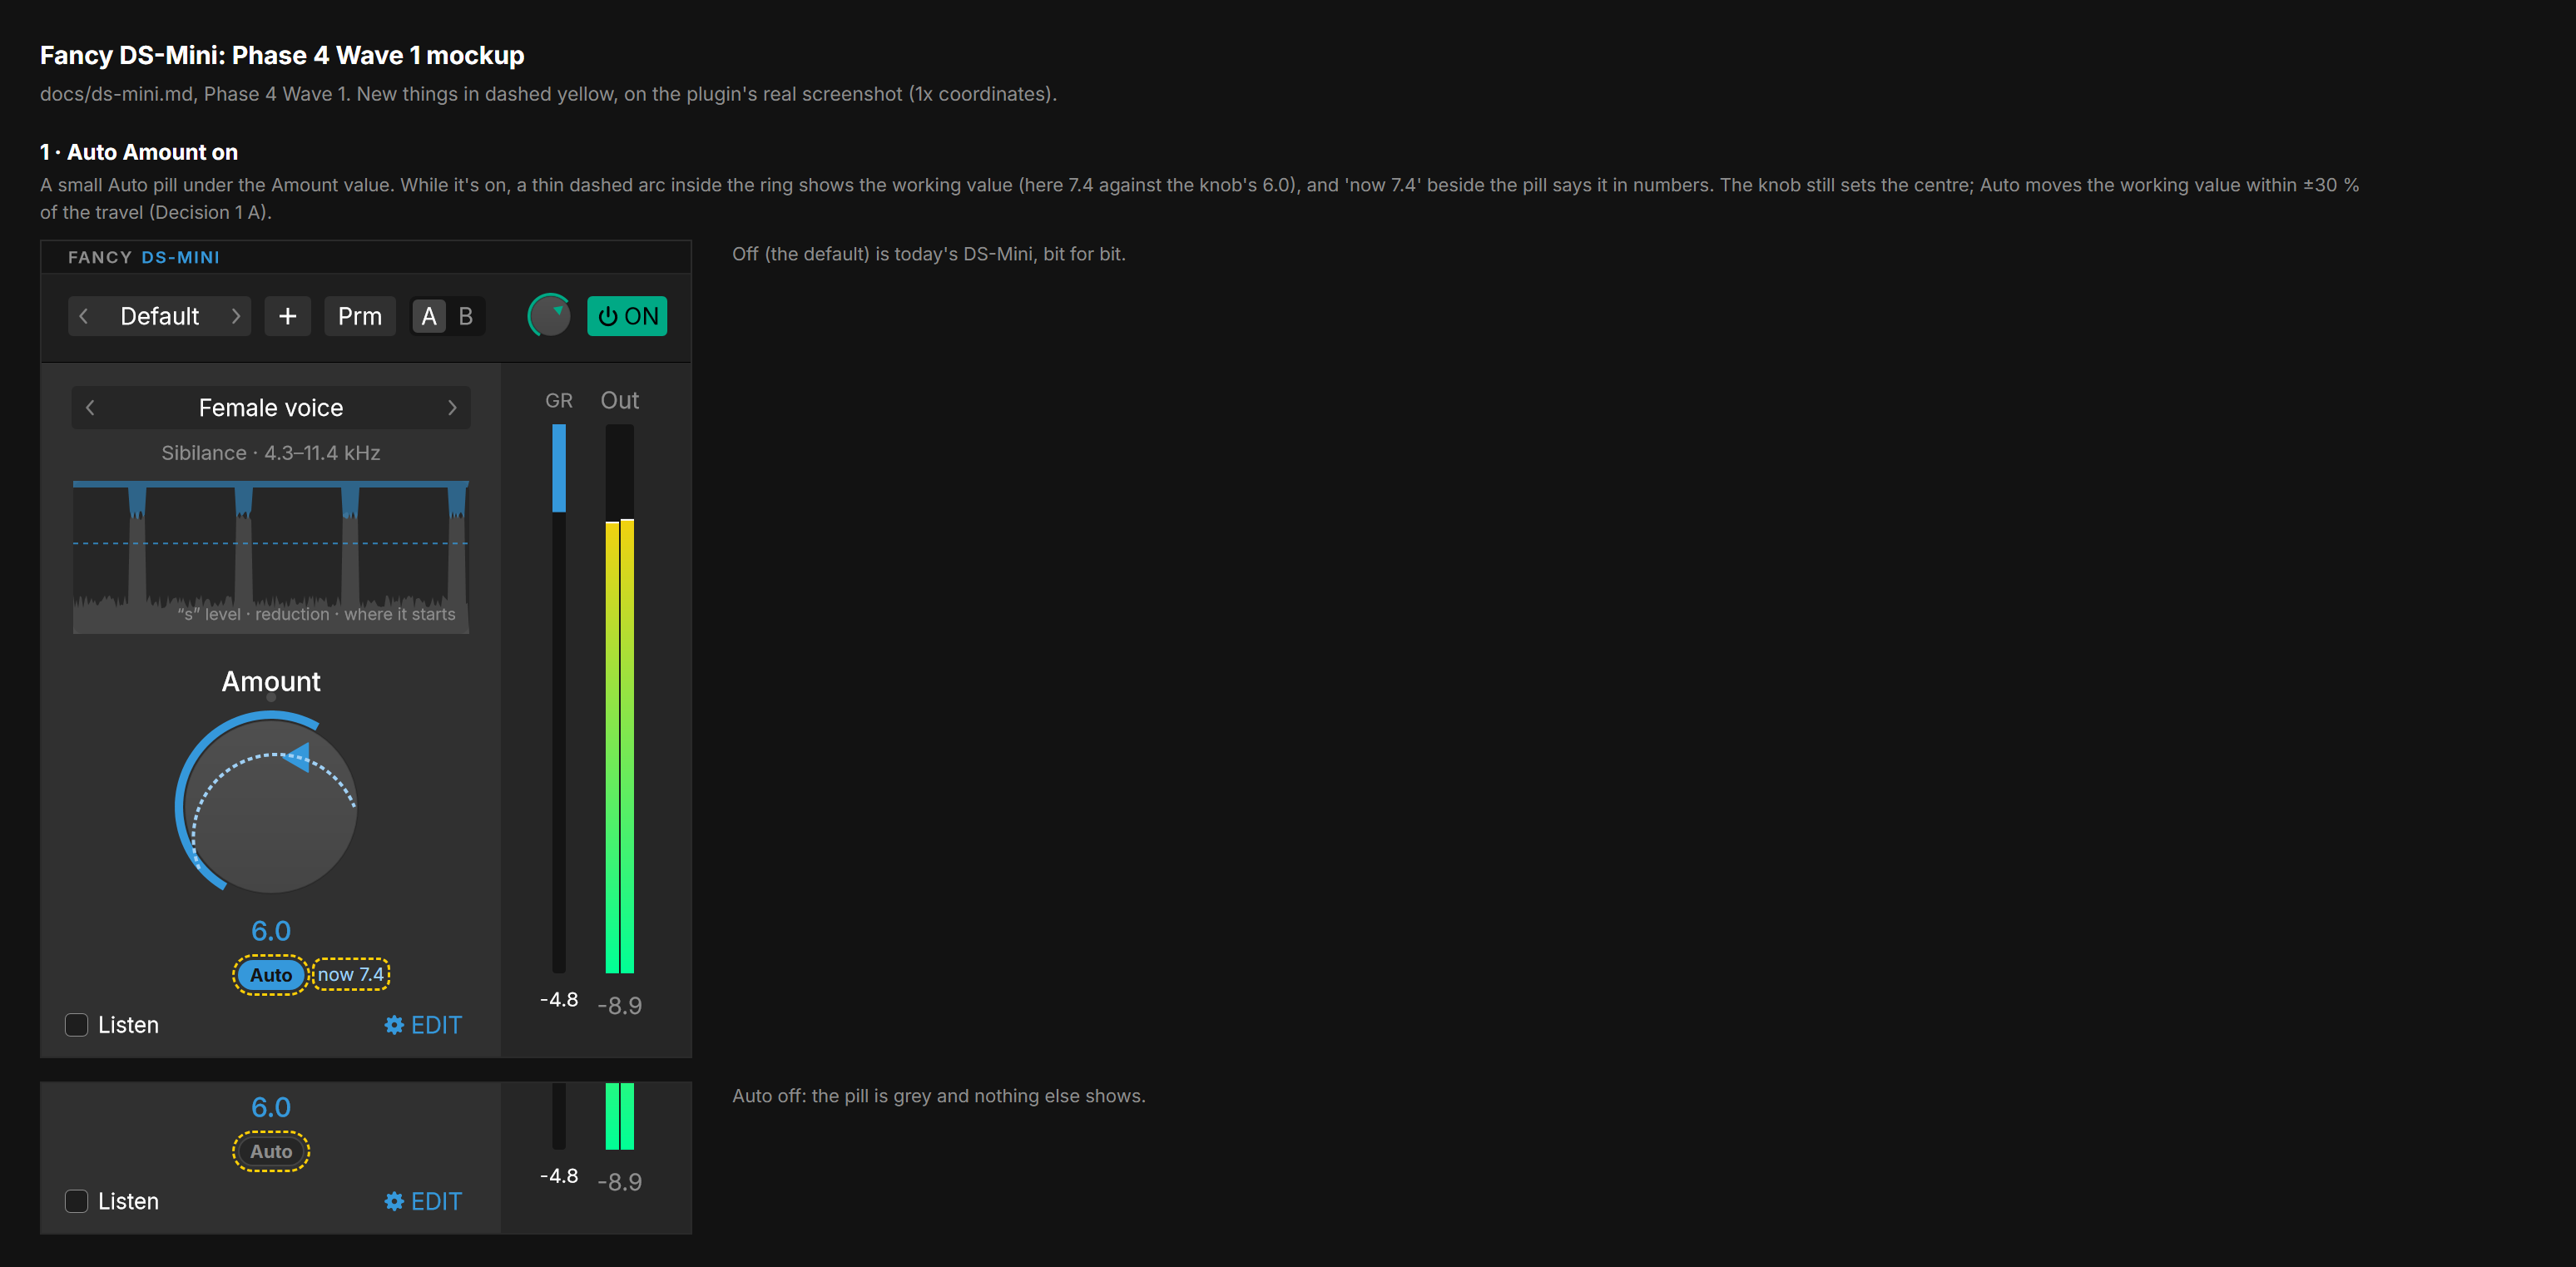 Fancy DS-Mini: Phase 4 Wave 1 mockup
docs/ds-mini.md, Phase 4 Wave 1. New things in dashed yellow, on the plugin's real screenshot (1x coordinates).
1 · Auto Amount on
A small Auto pill under the Amount value. While it's on, a thin dashed arc inside the ring shows the working value (here 7.4 against the knob's 6.0), and 'now 7.4' beside the pill says it in numbers. The knob still sets the centre; Auto moves the working value within ±30 %
of the travel (Decision 1 A).
FANCY DS-MINI
Default + Prm A B ON
Female voice
Sibilance · 4.3–11.4 kHz
“s” level · reduction · where it starts
Amount
6.0
Auto now 7.4
Listen EDIT
GR Out
-4.8 -8.9
Off (the default) is today's DS-Mini, bit for bit.
6.0
Auto
Listen EDIT
-4.8 -8.9
Auto off: the pill is grey and nothing else shows.